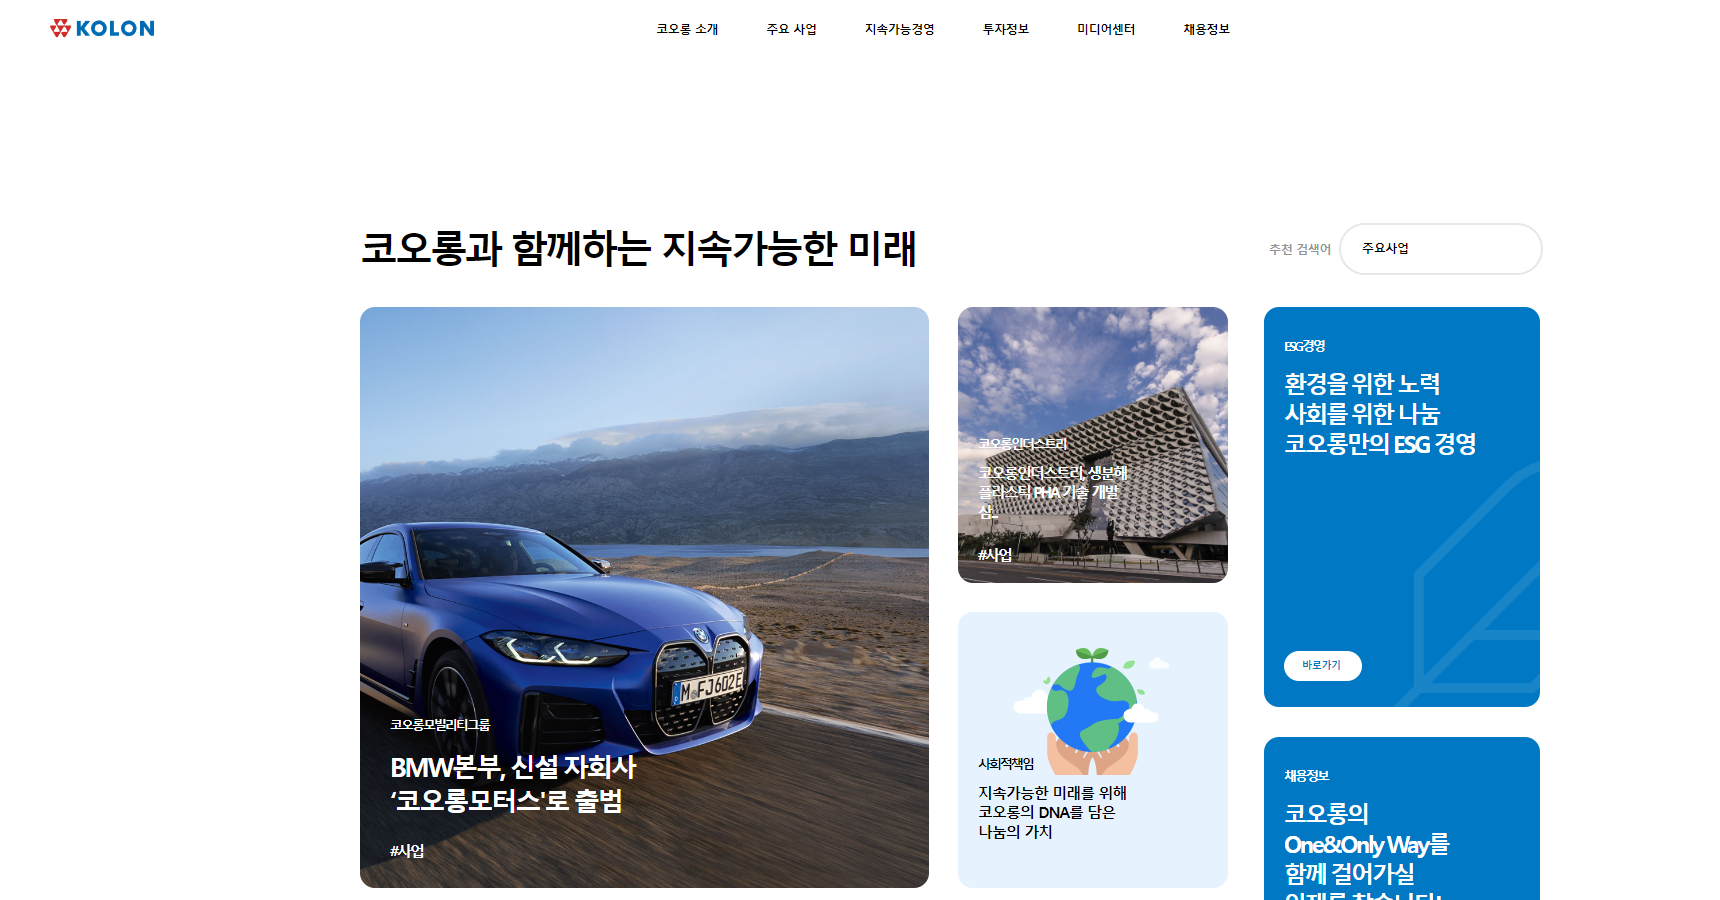 KOLON
코오롱 소개
주요 사업
지속가능경영
투자정보
미디어센터
채용정보
코오롱과 함께하는 지속가능한 미래
추천 검색어
주요사업
코오롱모빌리티그룹
BMW본부, 신설 자회사
‘코오롱모터스'로 출범
#사업
M FJ602E
코오롱인더스트리
코오롱인더스트리, 생분해
플라스틱 PHA 기술 개발
삼...
#사업
사회적책임
지속가능한 미래를 위해
코오롱의 DNA를 담은
나눔의 가치
ESG경영
환경을 위한 노력
사회를 위한 나눔
코오롱만의 ESG 경영
바로가기
채용정보
코오롱의
One&Only Way를
함께 걸어가실
인재를 찾습니다!